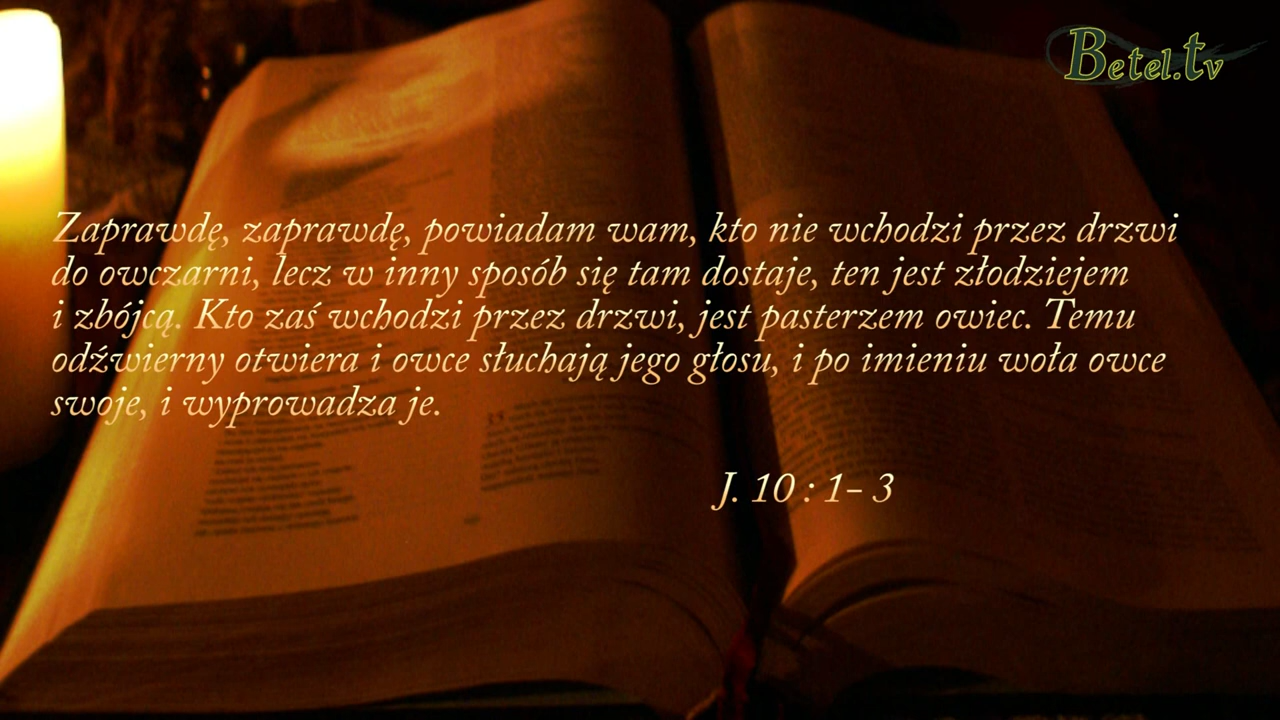 Betel.tv
Zaprawdę, zaprawdę, powiadam wam, kto nie wchodzi przez drzwi
do owczarni, lecz w inny sposób się tam dostaje, ten jest złodziejem
i zbójcą. Kto zaś wchodzi przez drzwi, jest pasterzem owiec. Temu
odźwierny otwiera i owce słuchają jego głosu, i po imieniu woła owce
swoje, i wyprowadza je.
J. 10 : 1- 3